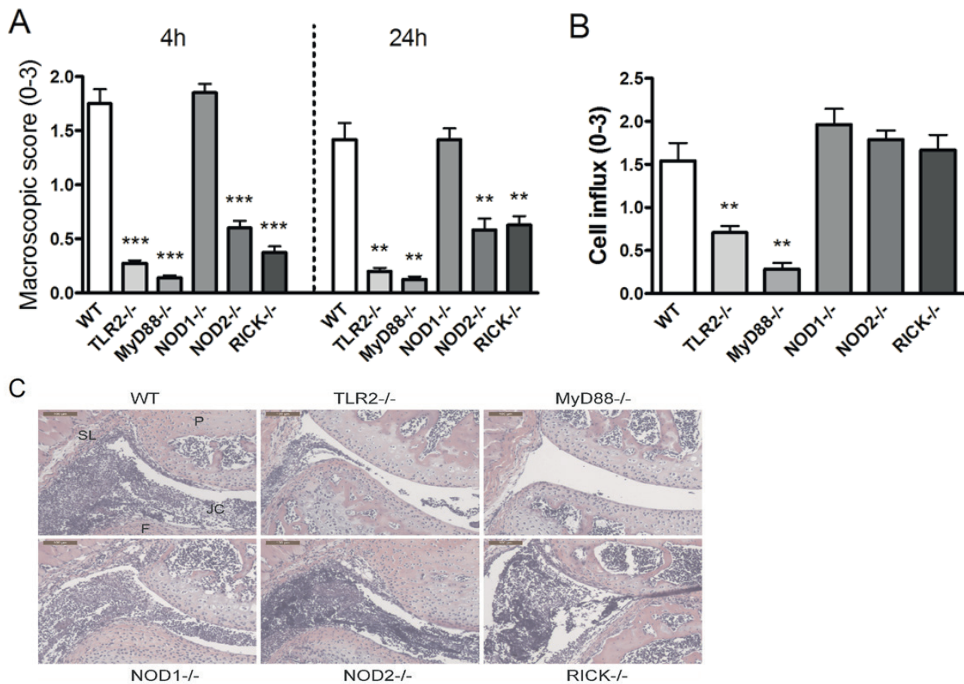 A
4h
24h
Macroscopic score (0-3)
2.0
1.5
1.0
0.5
0.0
***
***
***
***
**
**
**
**
WT
TLR2-/-
MyD88-/-
NOD1-/-
NOD2-/-
RICK-/-
WT
TLR2-/-
MyD88-/-
NOD1-/-
NOD2-/-
RICK-/-
B
Cell influx (0-3)
2.5
2.0
1.5
1.0
0.5
0.0
**
**
WT
TLR2-/-
MyD88-/-
NOD1-/-
NOD2-/-
RICK-/-
C
WT
TLR2-/-
MyD88-/-
SL
P
JC
F
NOD1-/-
NOD2-/-
RICK-/-